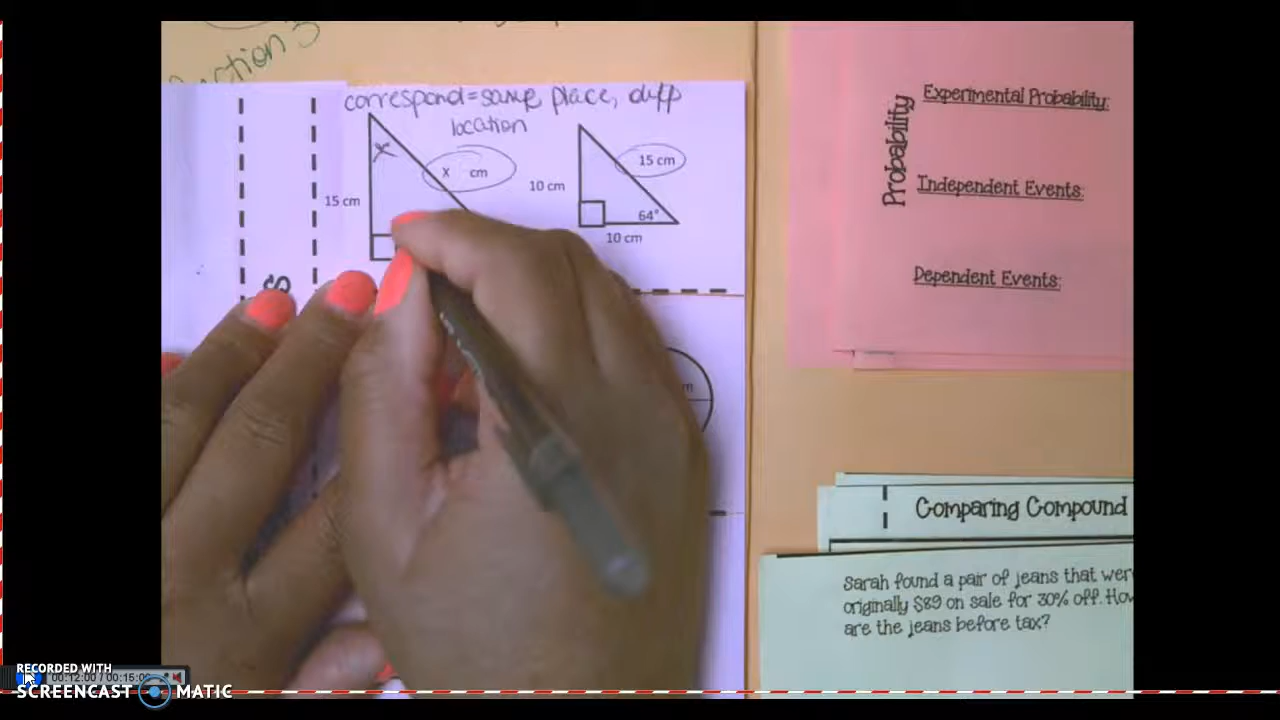 correspond=same place, diff
location
x
x cm
15 cm
15 cm
10 cm
64°
10 cm
Probability
Experimental Probability:
Independent Events:
Dependent Events:
Comparing Compound
Sarah found a pair of jeans that
originally $89 on sale for 30% off.
are the jeans before tax?
RECORDED WITH
SCREENCAST MATIC